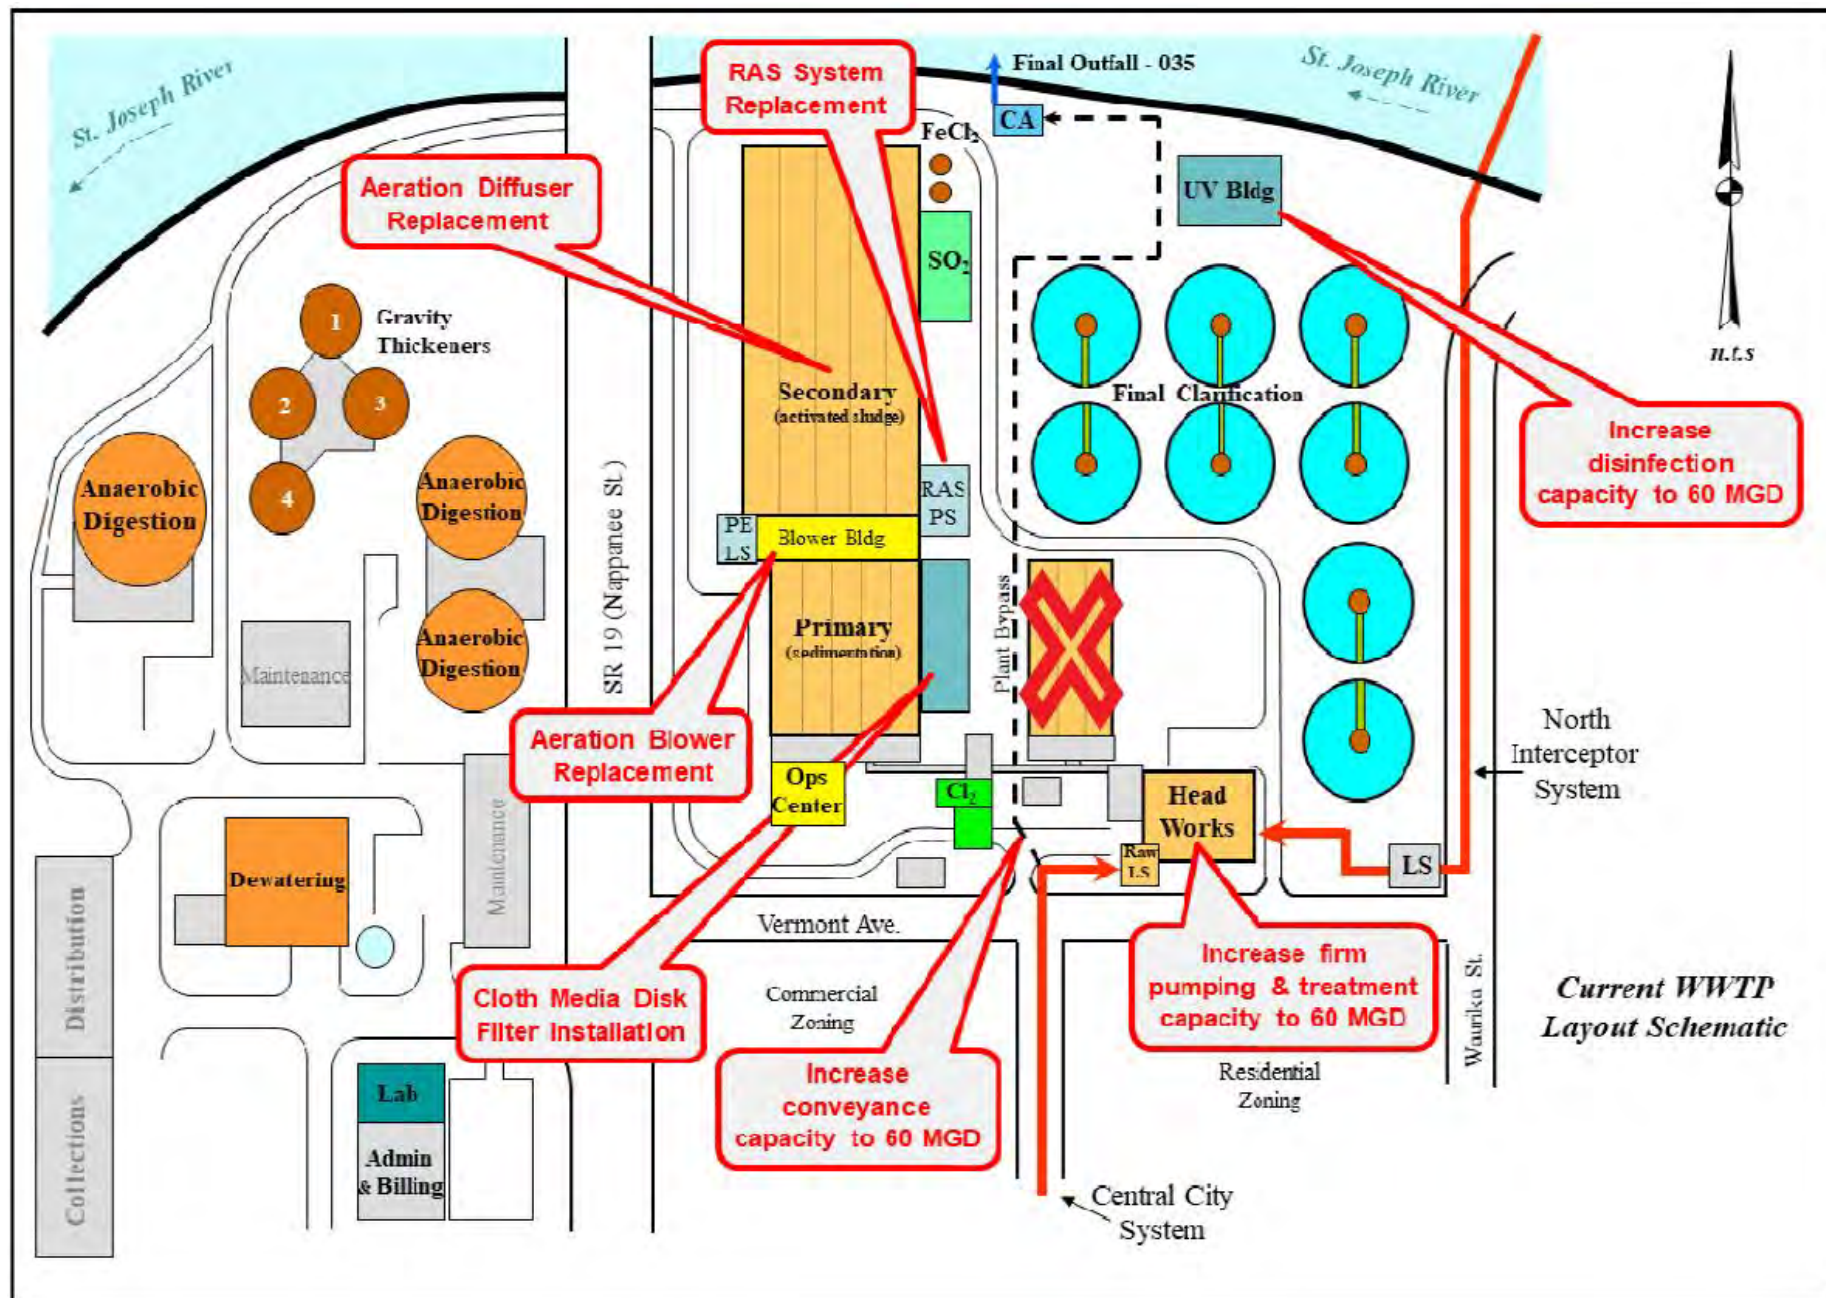 St. Joseph River
RAS System
Replacement
Final Outfall - 035
St. Joseph River
CA
FeCl₂
Aeration Diffuser
Replacement
UV Bldg
SO₂
1
Gravity
Thickeners
2
3
4
n.t.s
Secondary
(activated sludge)
Final Clarification
Increase
disinfection
capacity to 60 MGD
Anaerobic
Digestion
Anaerobic
Digestion
RAS
PS
PE
LS
Blower Bldg
SR 19 (Nappanee St.)
Primary
(sedimentation)
Plant Bypass
Anaerobic
Digestion
Maintenance
Aeration Blower
Replacement
North
Interceptor
System
Ops
Center
Cl₂
Head
Works
Raw
LS
LS
Maintenance
Dewatering
Vermont Ave.
Distribution
Cloth Media Disk
Filter Installation
Commercial
Zoning
Increase firm
pumping & treatment
capacity to 60 MGD
Waurika St.
Current WWTP
Layout Schematic
Increase
conveyance
capacity to 60 MGD
Residential
Zoning
Lab
Admin
& Billing
Collections
Central City
System